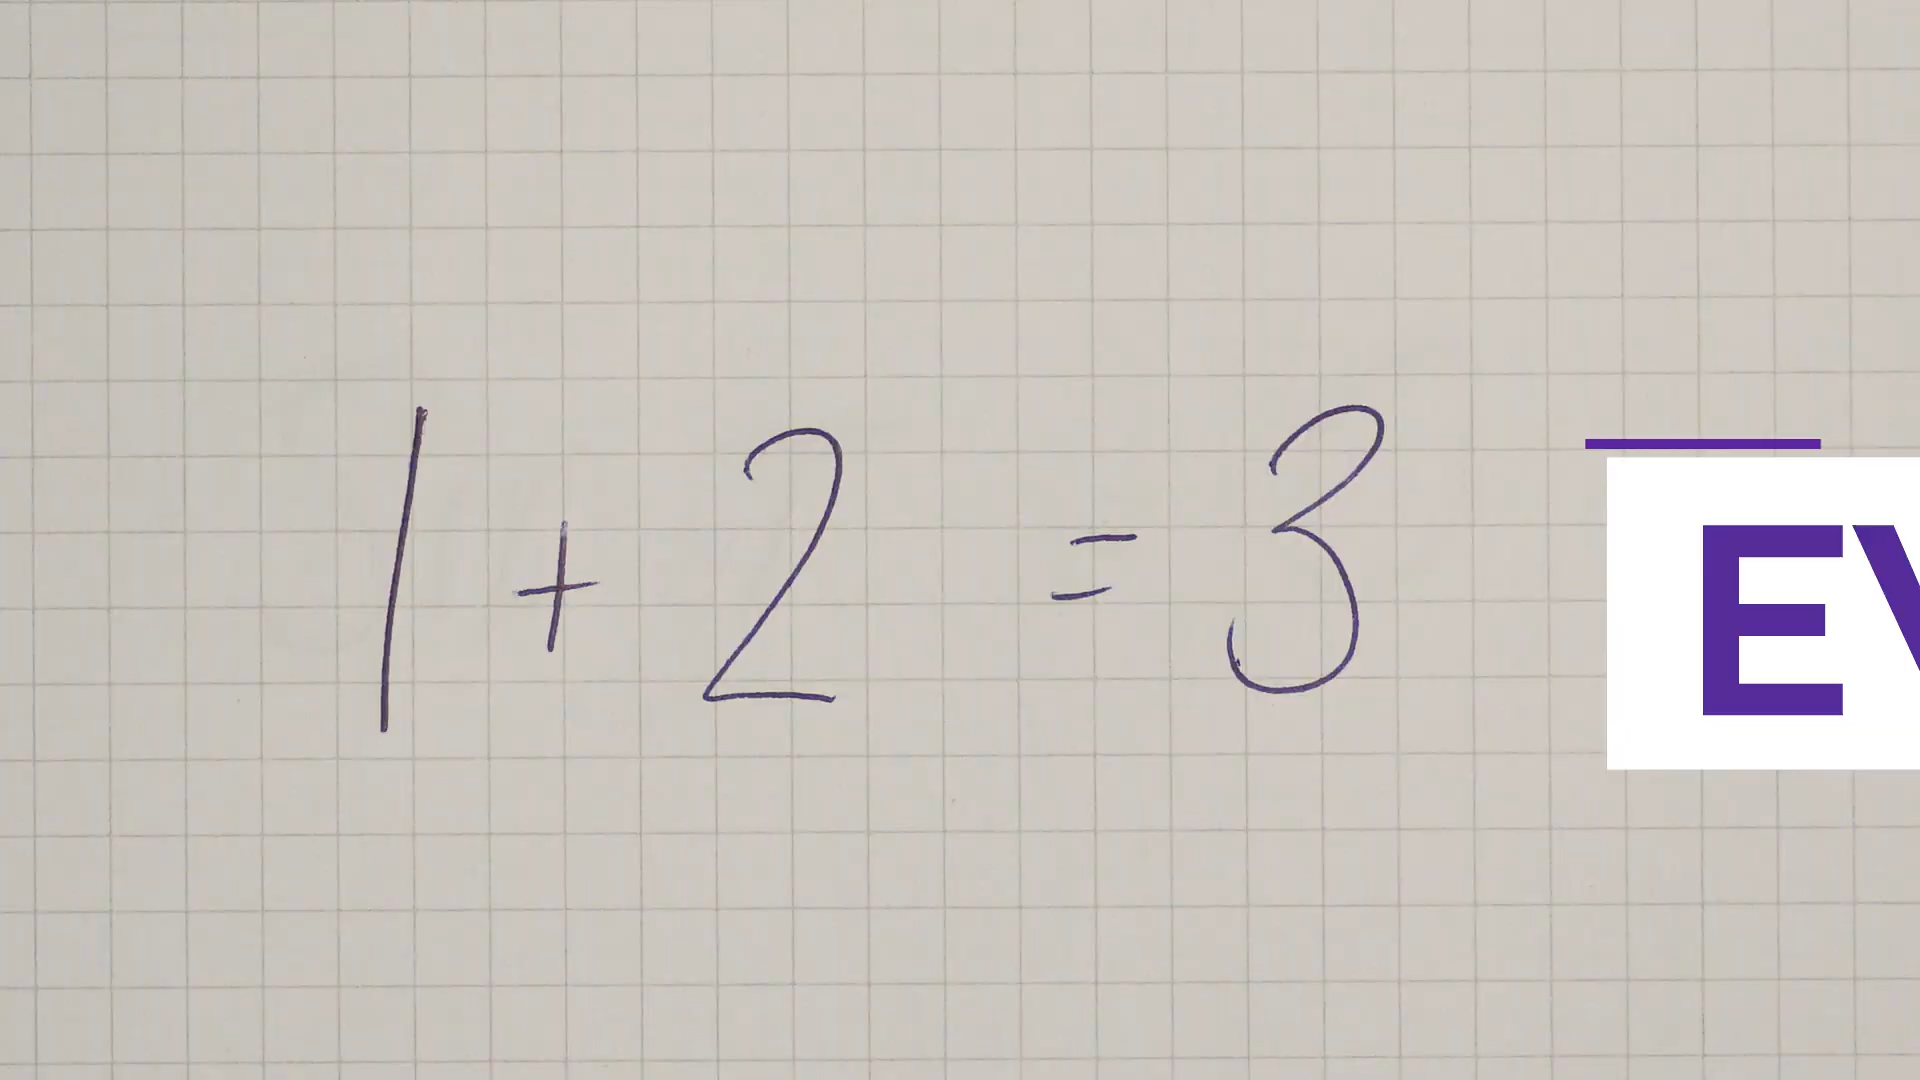 1 + 2 = 3